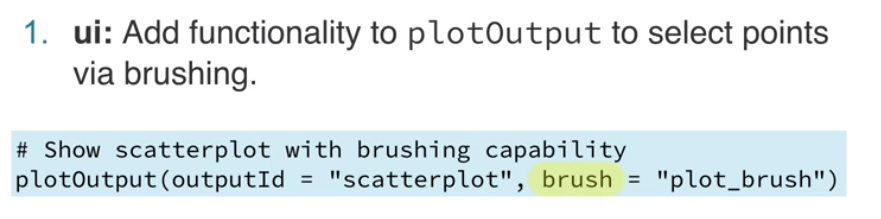 1. ui: Add functionality to plotOutput to select points
via brushing.
# Show scatterplot with brushing capability
plotOutput(outputId = "scatterplot", brush = "plot_brush")